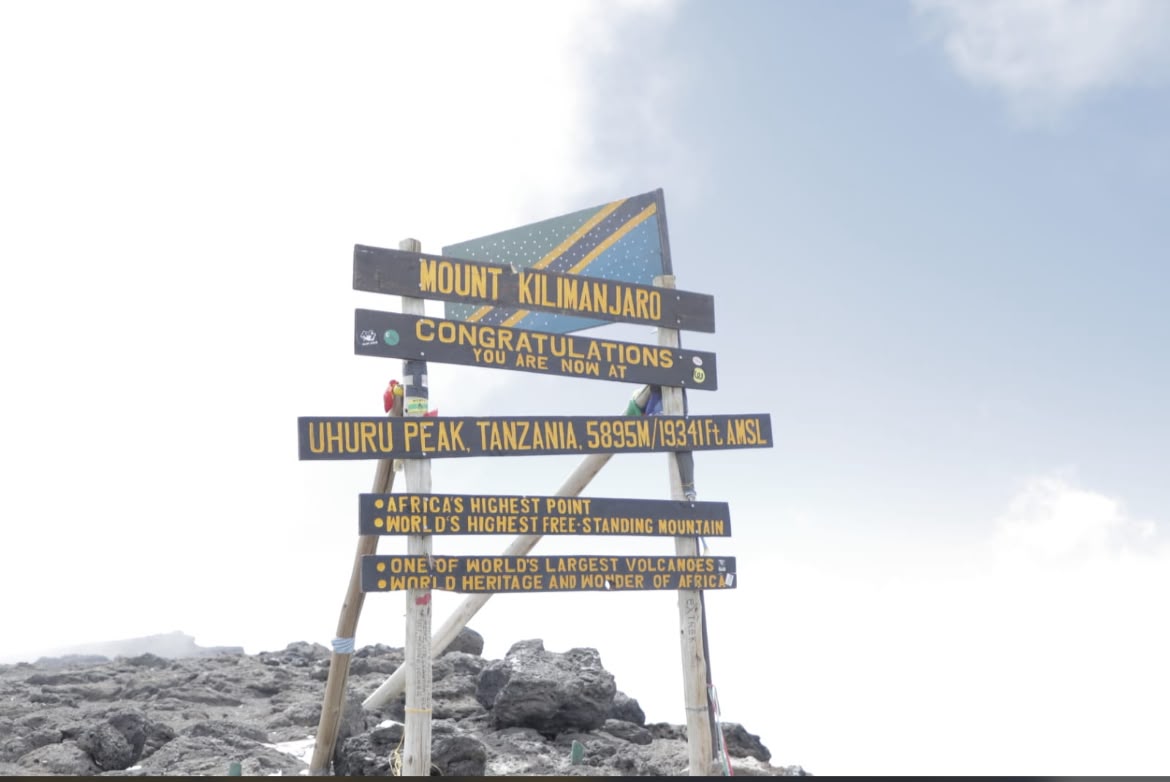 MOUNT KILIMANJARO
CONGRATULATIONS
YOU ARE NOW AT
UHURU PEAK, TANZANIA, 5895M/19341Ft AMSL
• AFRICA'S HIGHEST POINT
• WORLD'S HIGHEST FREE-STANDING MOUNTAIN
• ONE OF WORLD'S LARGEST VOLCANOES
• WORLD HERITAGE AND WONDER OF AFRICA